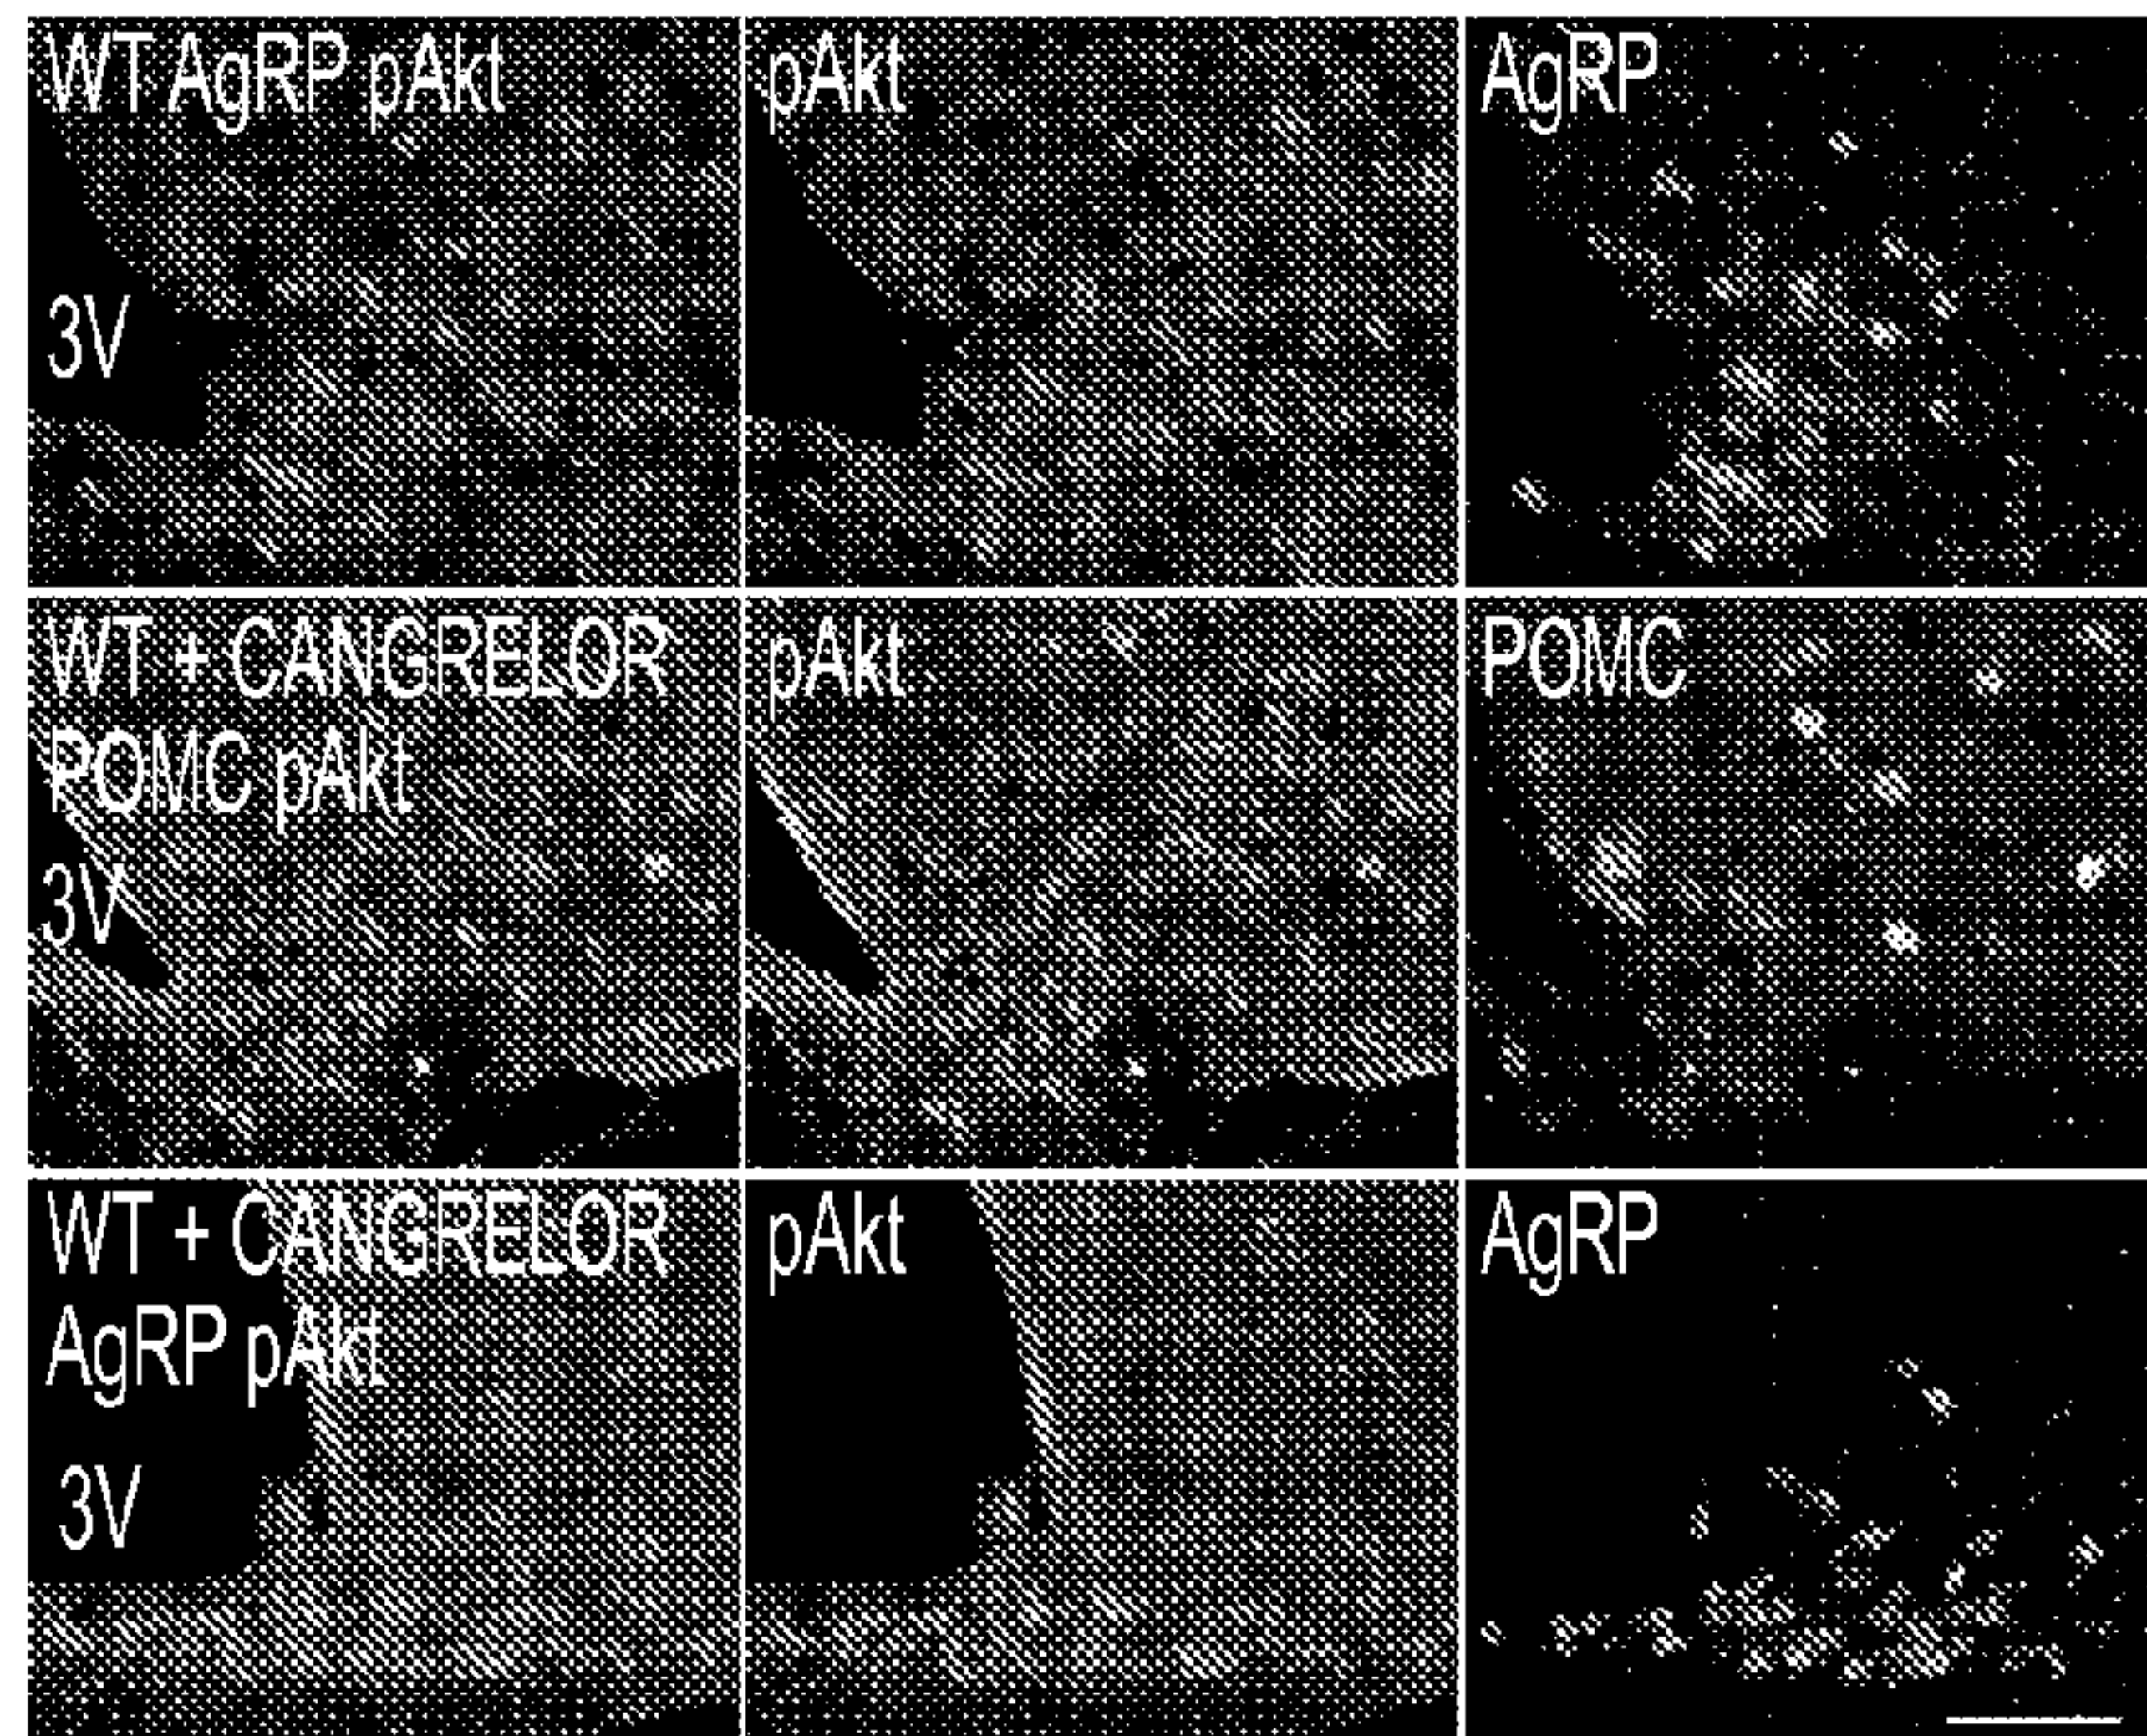 WT AgRP pAkt
pAkt
AgRP
3V
WT + CANGRELOR
POMC pAkt
pAkt
POMC
3V
WT + CANGRELOR
AgRP pAkt
pAkt
AgRP
3V